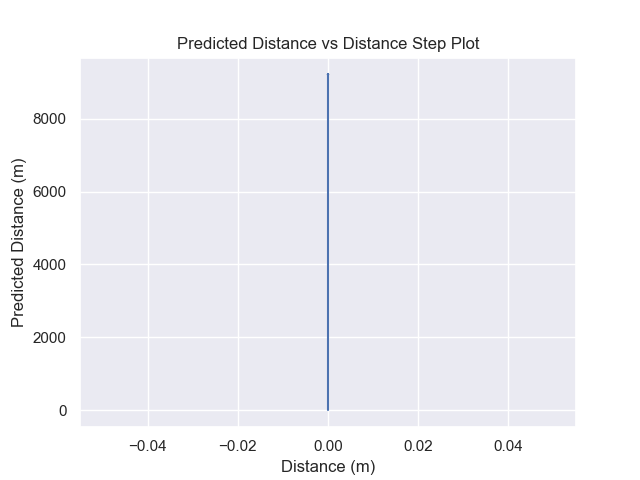 Predicted Distance vs Distance Step Plot
8000
6000
4000
2000
0
Predicted Distance (m)
−0.04 −0.02 0.00 0.02 0.04
Distance (m)